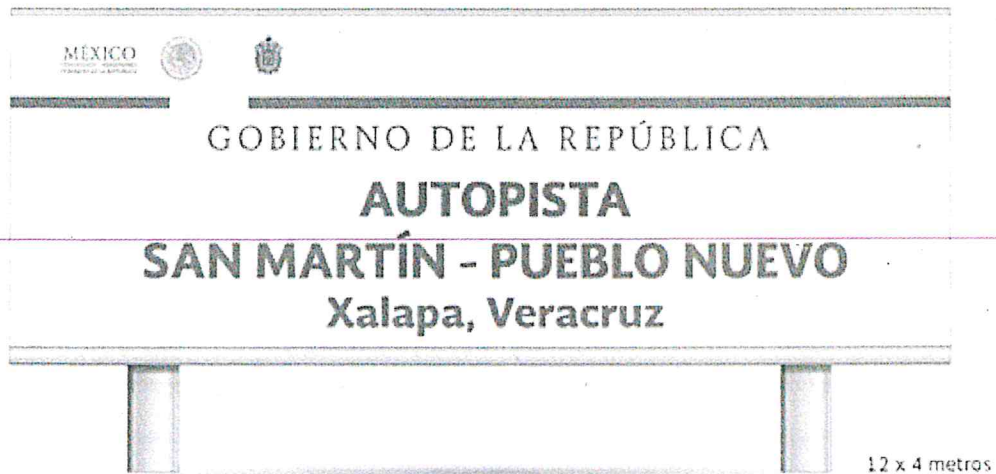 MÉXICO
GOBIERNO DE LA REPÚBLICA
AUTOPISTA
SAN MARTÍN - PUEBLO NUEVO
Xalapa, Veracruz
12 x 4 metros